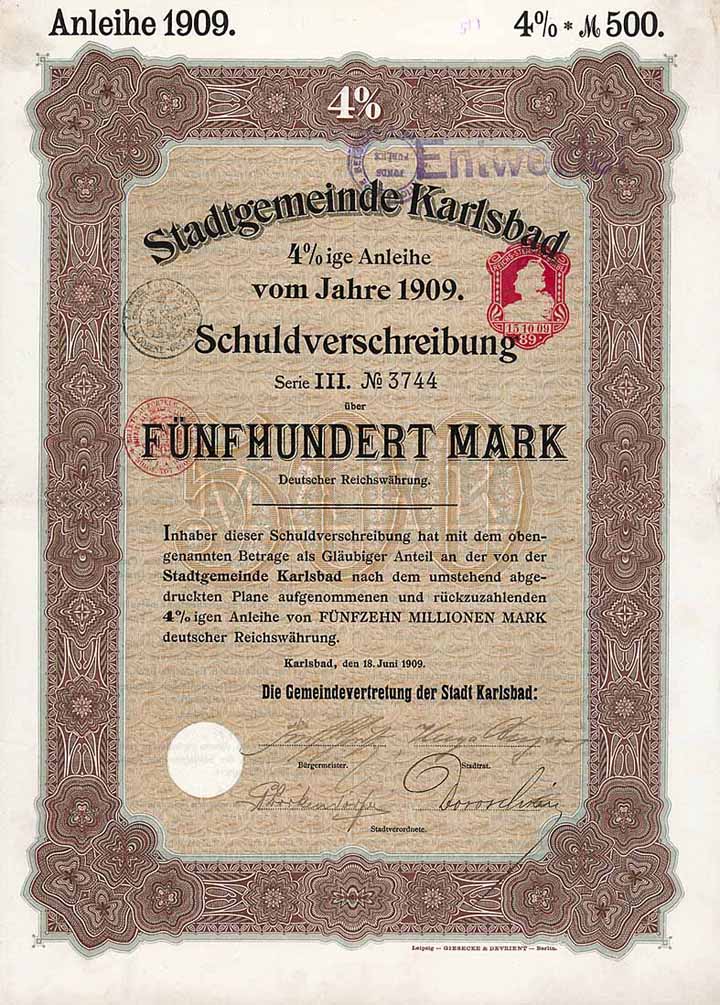 Anleihe 1909.
4% * M 500.
4%
Stadtgemeinde Karlsbad
4%ige Anleihe
vom Jahre 1909.
15 10 09
89
Schuldverschreibung
Serie III. № 3744
über
FÜNFHUNDERT MARK
Deutscher Reichswährung.
Inhaber dieser Schuldverschreibung hat mit dem oben-
genannten Betrage als Gläubiger Anteil an der von der
Stadtgemeinde Karlsbad nach dem umstehend abge-
druckten Plane aufgenommenen und rückzuzahlenden
4%igen Anleihe von FÜNFZEHN MILLIONEN MARK
deutscher Reichswährung.
Karlsbad, den 18. Juni 1909.
Die Gemeindevertretung der Stadt Karlsbad:
Bürgermeister.
Stadtrat.
Stadtverordnete.
Leipzig — GIESECKE & DEVRIENT — Berlin.